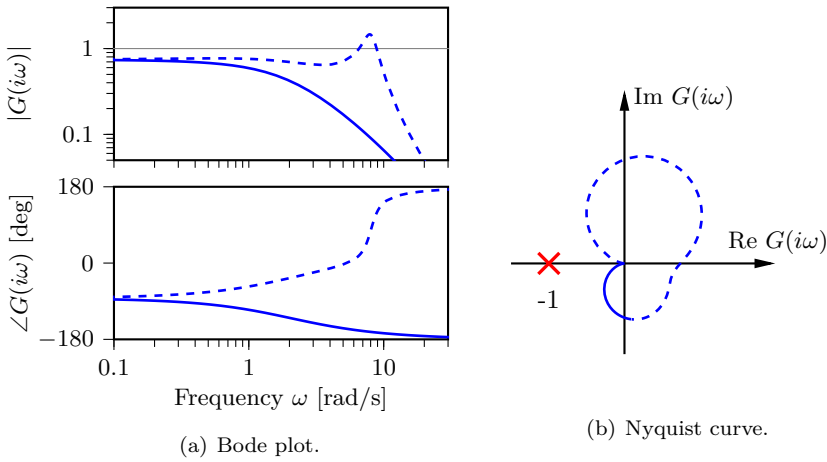 |G(iω)|
1
0.1
∠G(iω) [deg]
180
0
−180
0.1
1
10
Frequency ω [rad/s]
(a) Bode plot.
Im G(iω)
Re G(iω)
-1
(b) Nyquist curve.